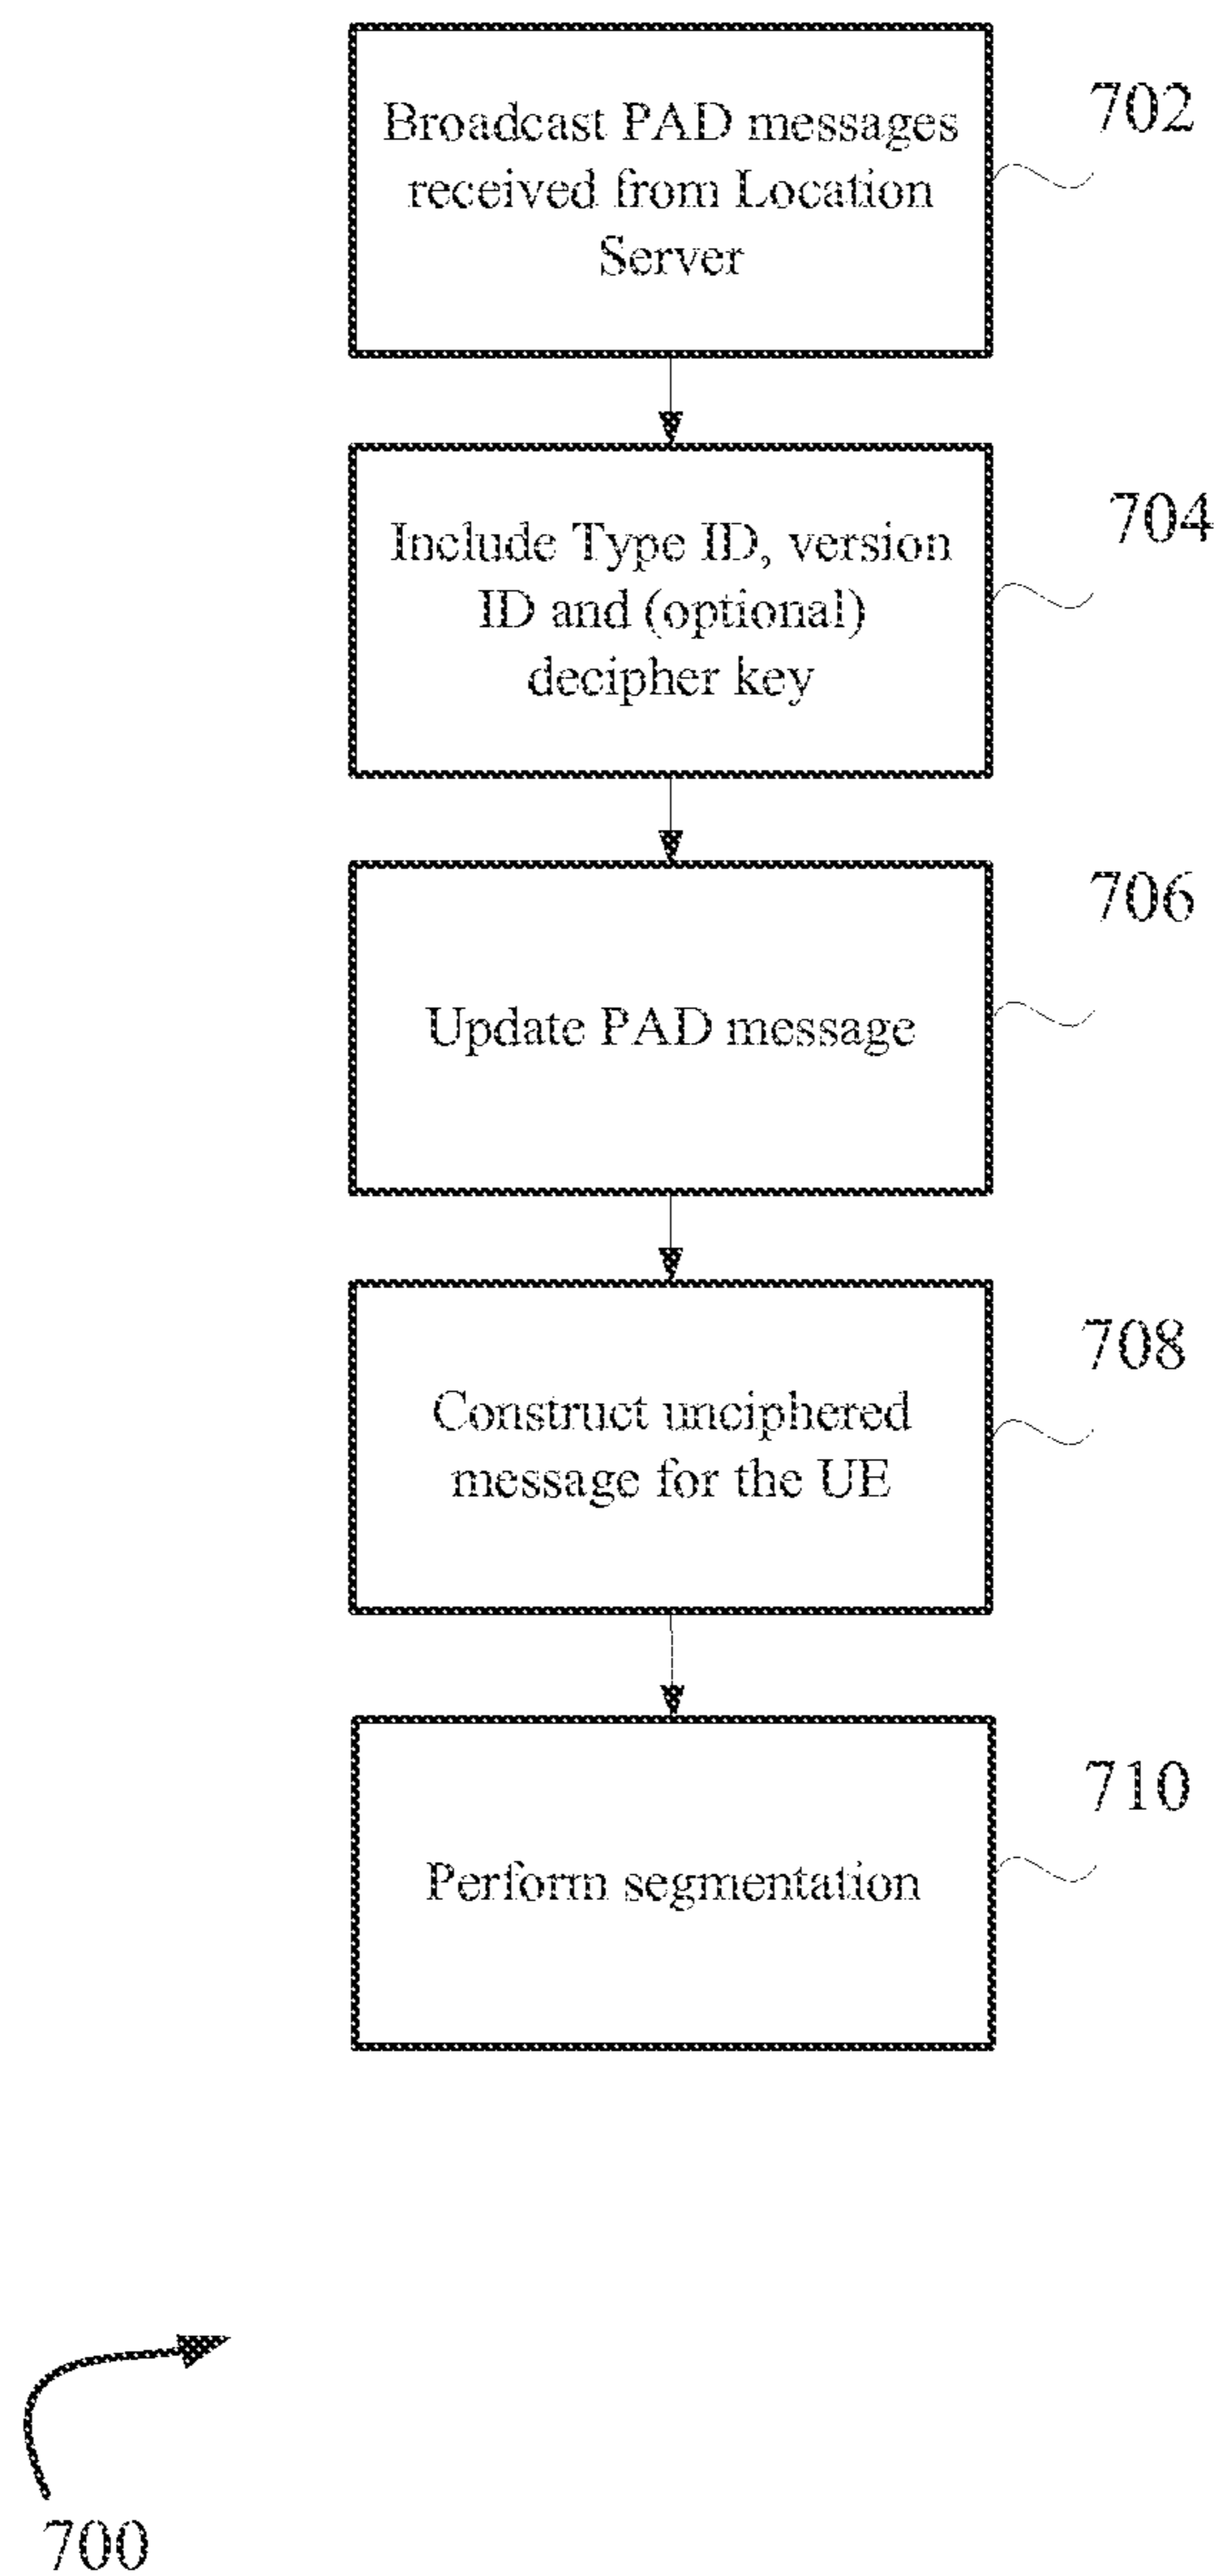 Broadcast PAD messages
received from Location
Server
702
Include Type ID, version
ID and (optional)
decipher key
704
Update PAD message
706
Construct unciphered
message for the UE
708
Perform segmentation
710
700